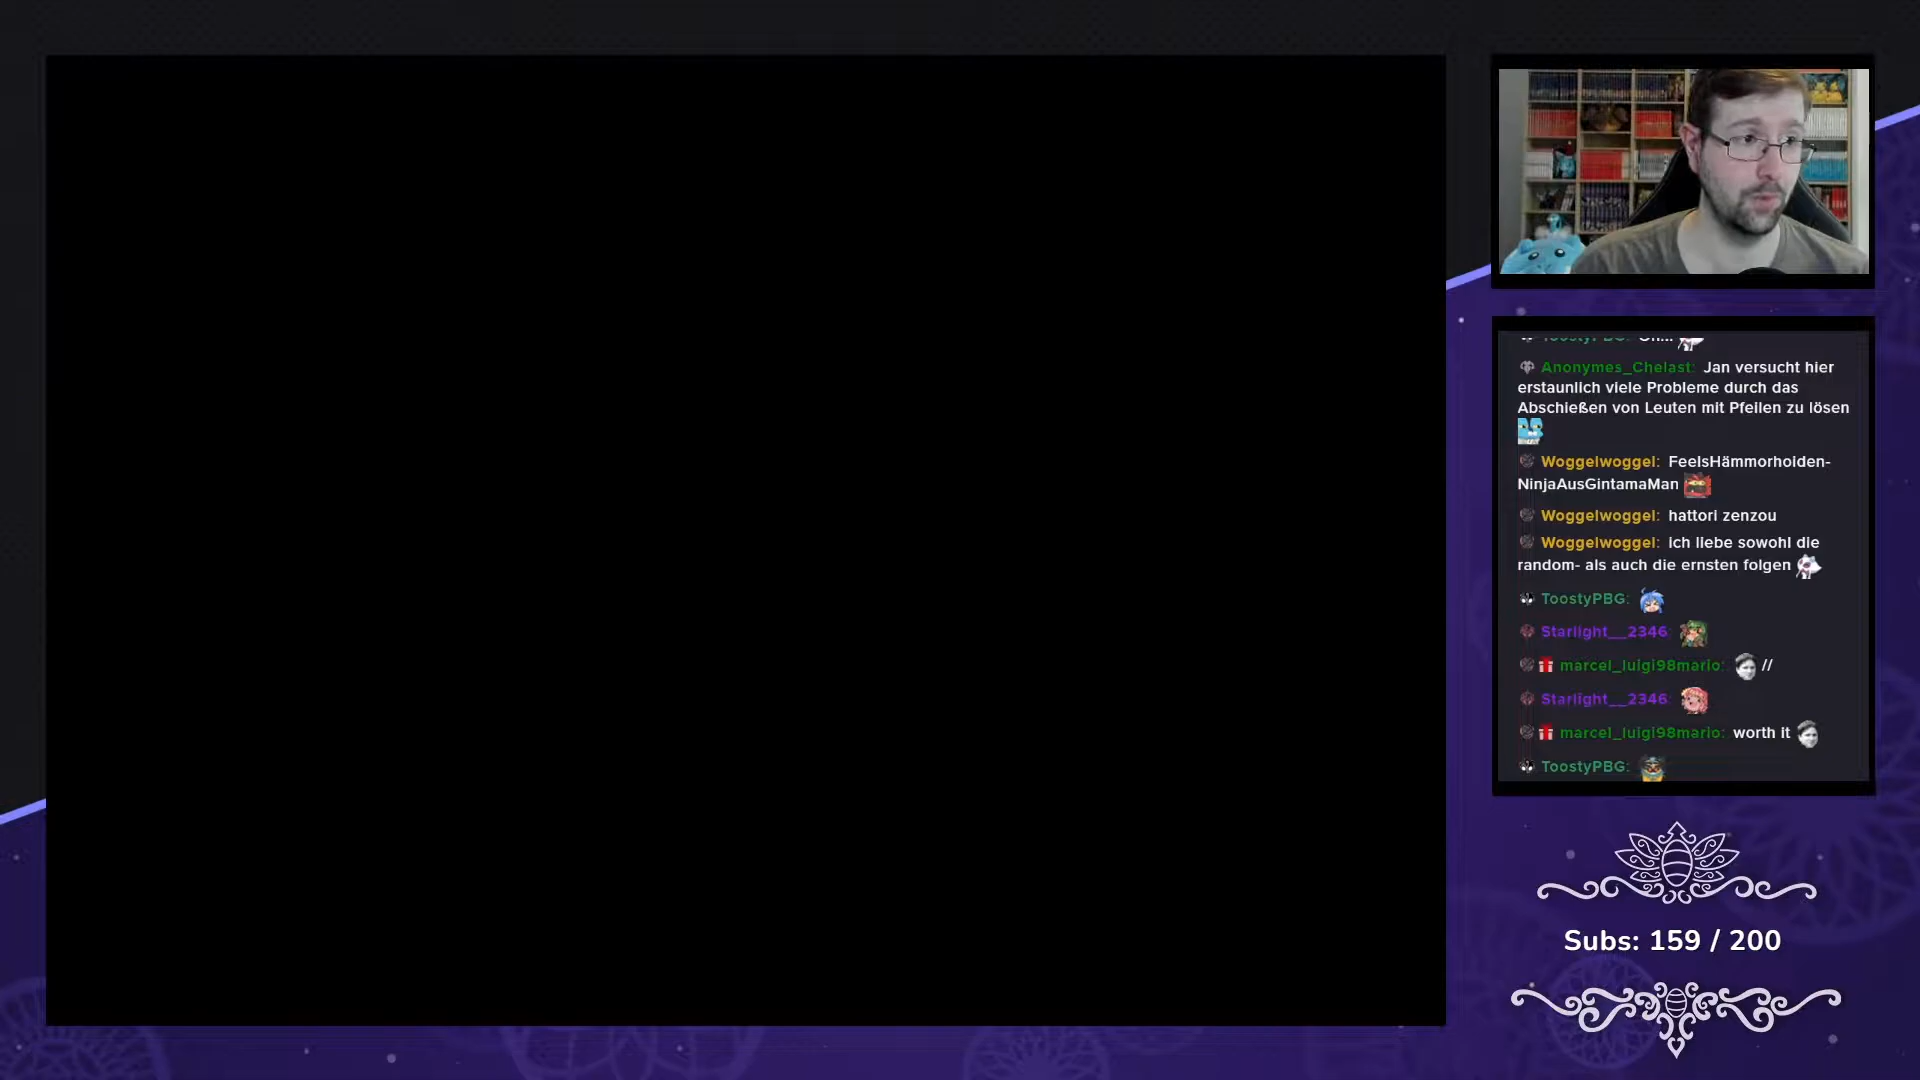 Anonymes_Chelast: Jan versucht hier
erstaunlich viele Probleme durch das
Abschießen von Leuten mit Pfeilen zu lösen
Woggelwoggel: FeelsHämmorhoiden-
NinjaAusGintamaMan
Woggelwoggel: hattori zenzou
Woggelwoggel: ich liebe sowohl die
random- als auch die ernsten folgen
ToostyPBG:
Starlight__2346:
marcel_luigi98mario: //
Starlight__2346:
marcel_luigi98mario: worth it
ToostyPBG:
Subs: 159 / 200